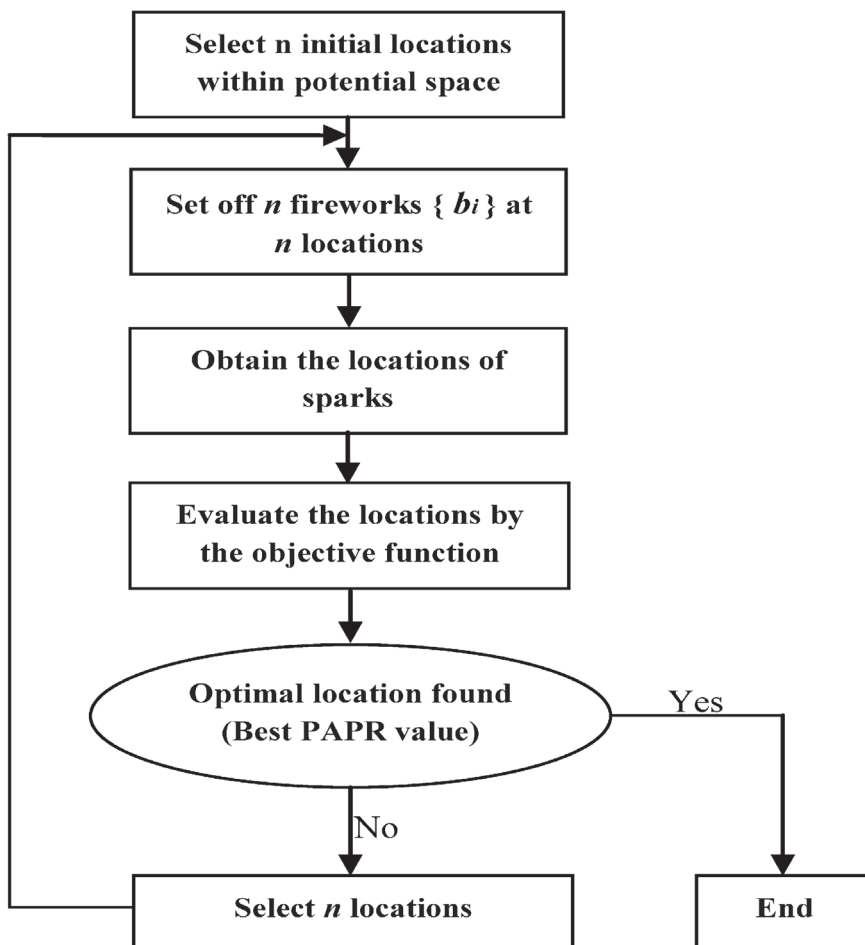 Select n initial locations
within potential space
Set off n fireworks { bi } at
n locations
Obtain the locations of
sparks
Evaluate the locations by
the objective function
Optimal location found
(Best PAPR value)
Yes
No
Select n locations
End